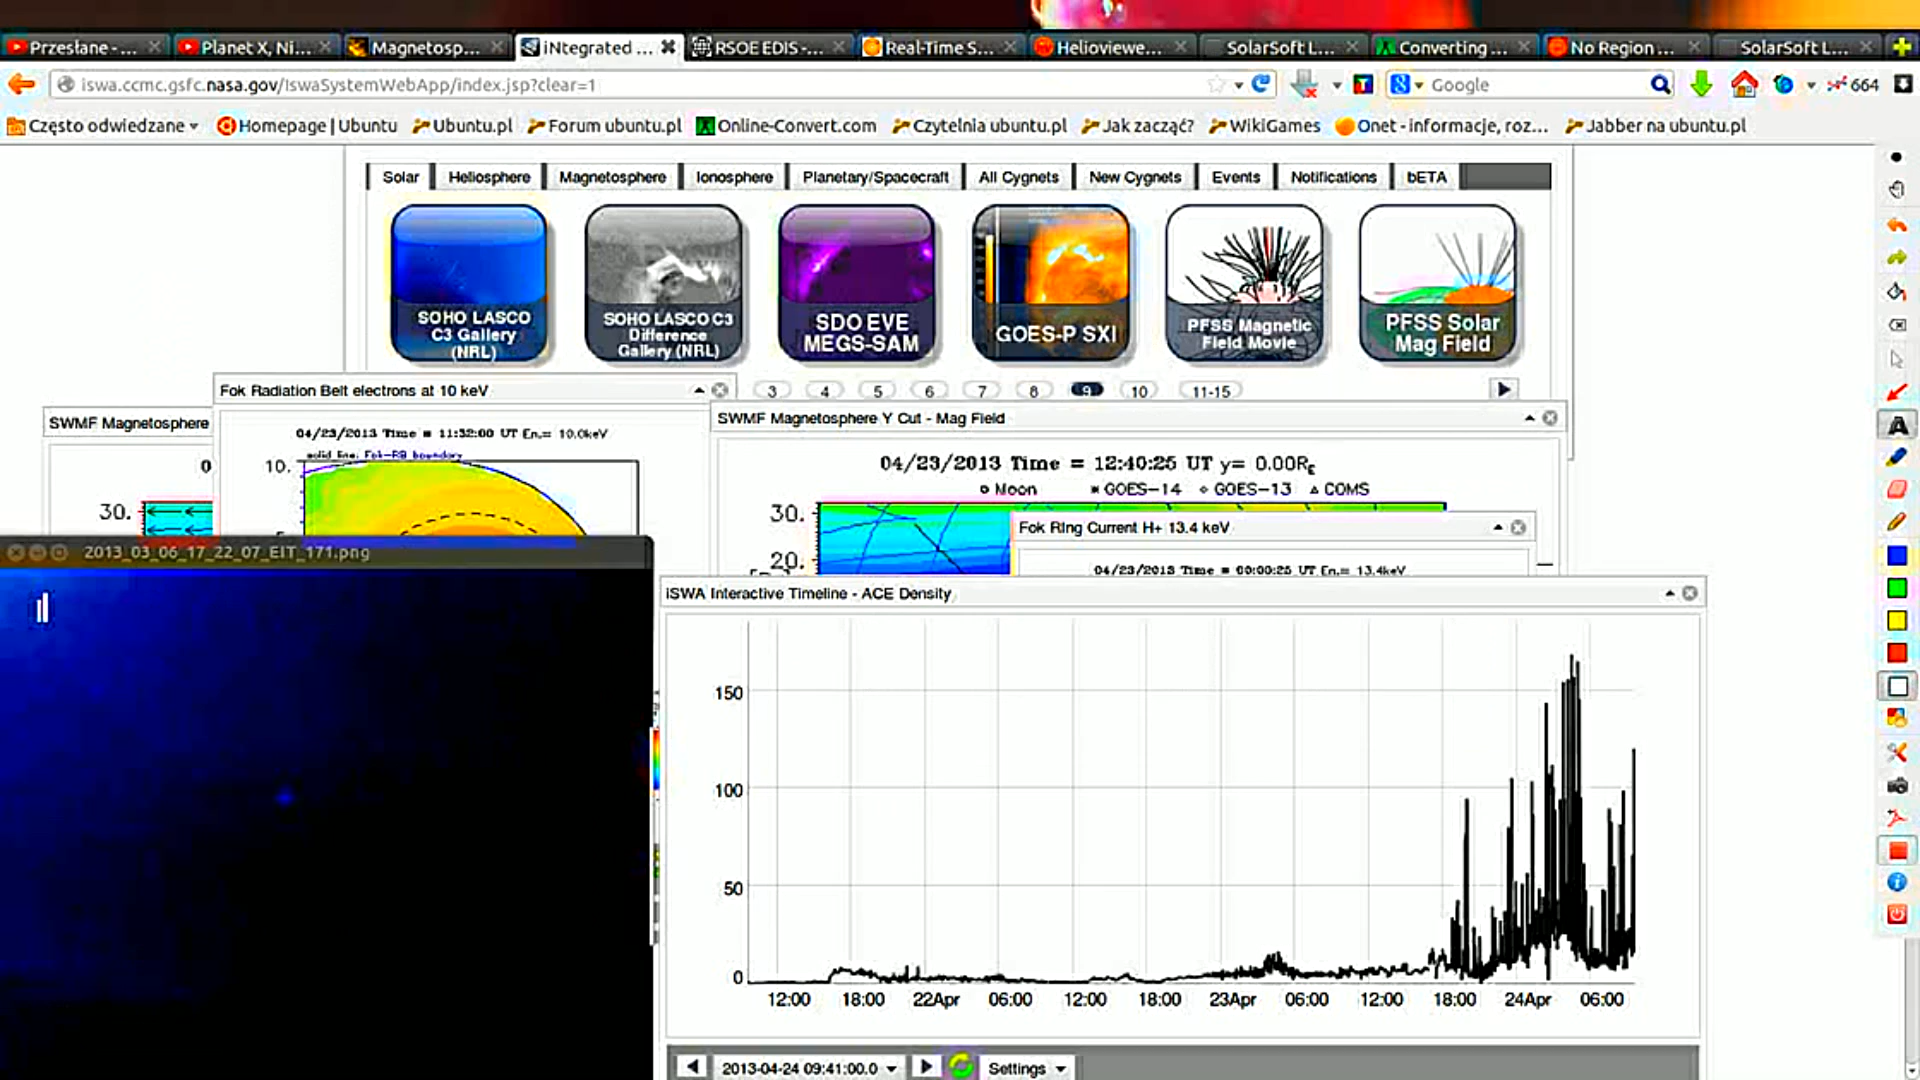 Przesłane - ...
Planet X, Ni...
Magnetosp...
iNtegrated ...
RSOE EDIS -...
Real-Time S...
Helioviewe...
SolarSoft L...
Converting ...
No Region ...
SolarSoft L...
iswa.ccmc.gsfc.nasa.gov/IswaSystemWebApp/index.jsp?clear=1
Google
664
Często odwiedzane
Homepage | Ubuntu
Ubuntu.pl
Forum ubuntu.pl
Online-Convert.com
Czytelnia ubuntu.pl
Jak zacząć?
WikiGames
Onet - informacje, roz...
Jabber na ubuntu.pl
Solar
Heliosphere
Magnetosphere
Ionosphere
Planetary/Spacecraft
All Cygnets
New Cygnets
Events
Notifications
bETA
SOHO LASCO
C3 Gallery
(NRL)
SOHO LASCO C3
Difference
Gallery (NRL)
SDO EVE
MEGS-SAM
GOES-P SXI
PFSS Magnetic
Field Movie
PFSS Solar
Mag Field
3 4 5 6 7 8 9 10 11-15
Fok Radiation Belt electrons at 10 keV
04/23/2013 Time = 11:32:00 UT En.= 10.0keV
solid line: Fok-RB boundary
10.
SWMF Magnetosphere
0
30.
SWMF Magnetosphere Y Cut - Mag Field
04/23/2013 Time = 12:40:25 UT y= 0.00RE
Moon GOES-14 GOES-13 COMS
30.
20.
Fok Ring Current H+ 13.4 keV
04/23/2013 Time = 00:00:25 UT En.= 13.4keV
2013_03_06_17_22_07_EIT_171.png
iSWA Interactive Timeline - ACE Density
150
100
50
0
12:00 18:00 22Apr 06:00 12:00 18:00 23Apr 06:00 12:00 18:00 24Apr 06:00
2013-04-24 09:41:00.0
Settings